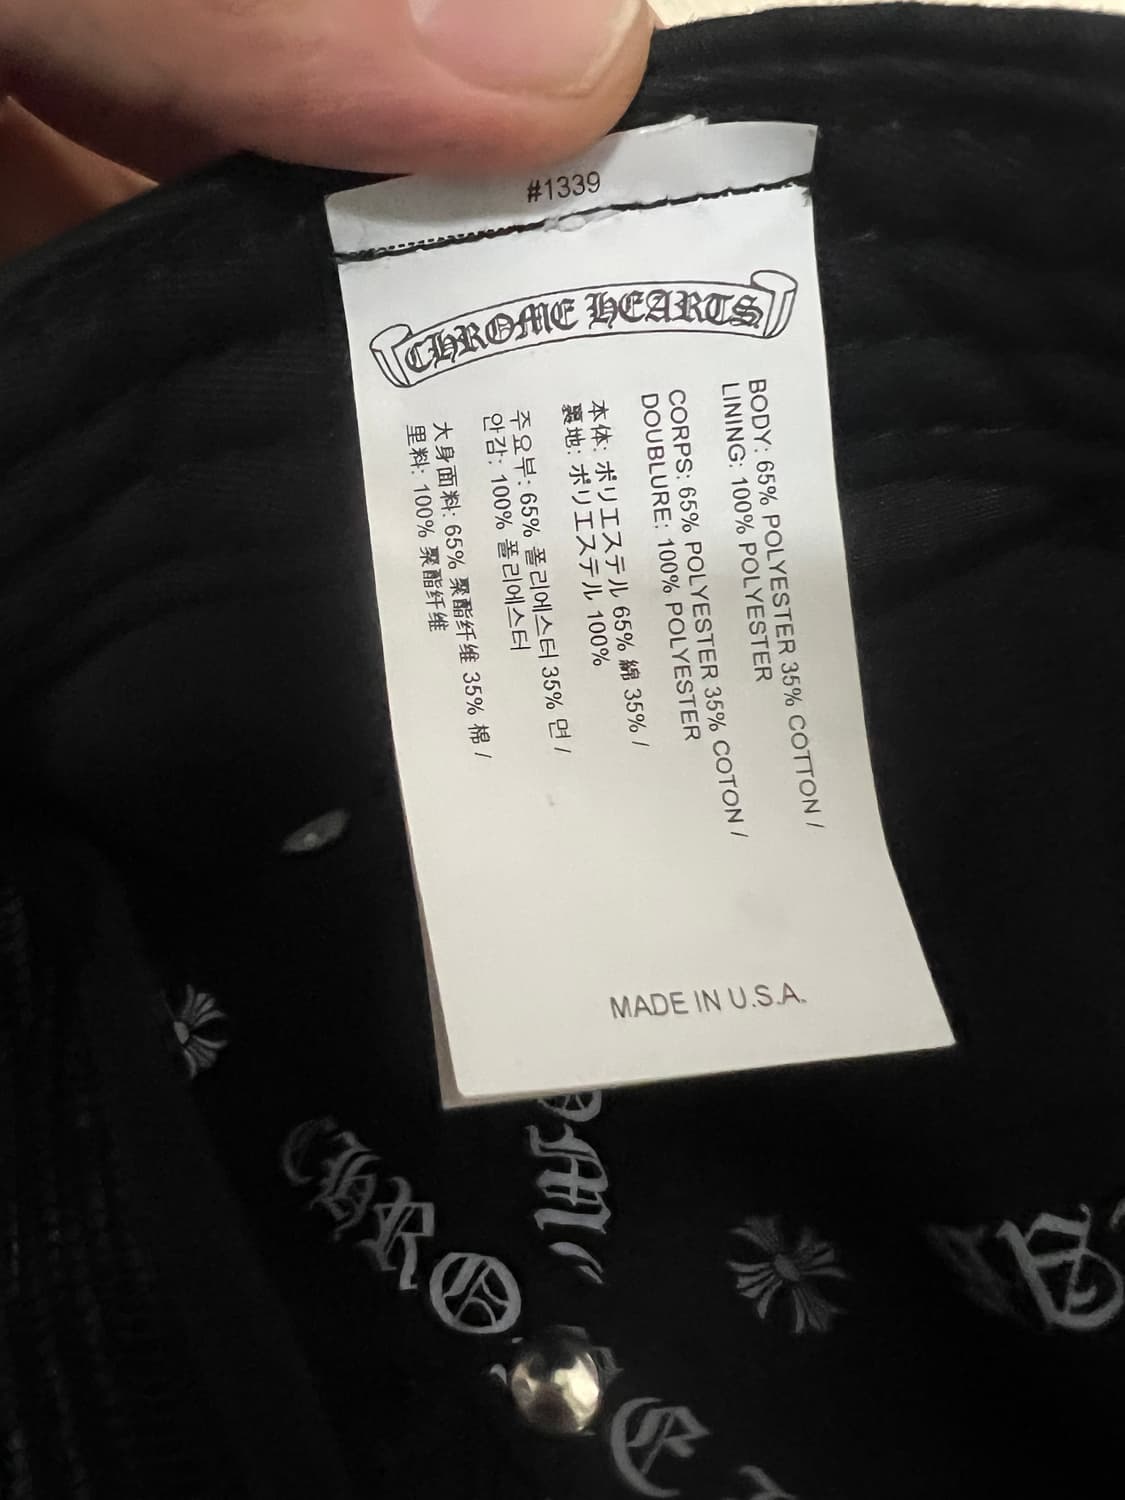 #1339
CHROME HEARTS
BODY: 65% POLYESTER 35% COTTON /
LINING: 100% POLYESTER
CORPS: 65% POLYESTER 35% COTON /
DOUBLURE: 100% POLYESTER
本体: ポリエステル 65% 綿 35% /
裏地: ポリエステル 100%
주요부: 65% 폴리에스터 35% 면 /
안감: 100% 폴리에스터
大身面料: 65% 聚酯纤维 35% 棉 /
里料: 100% 聚酯纤维
MADE IN U.S.A.
CHRO